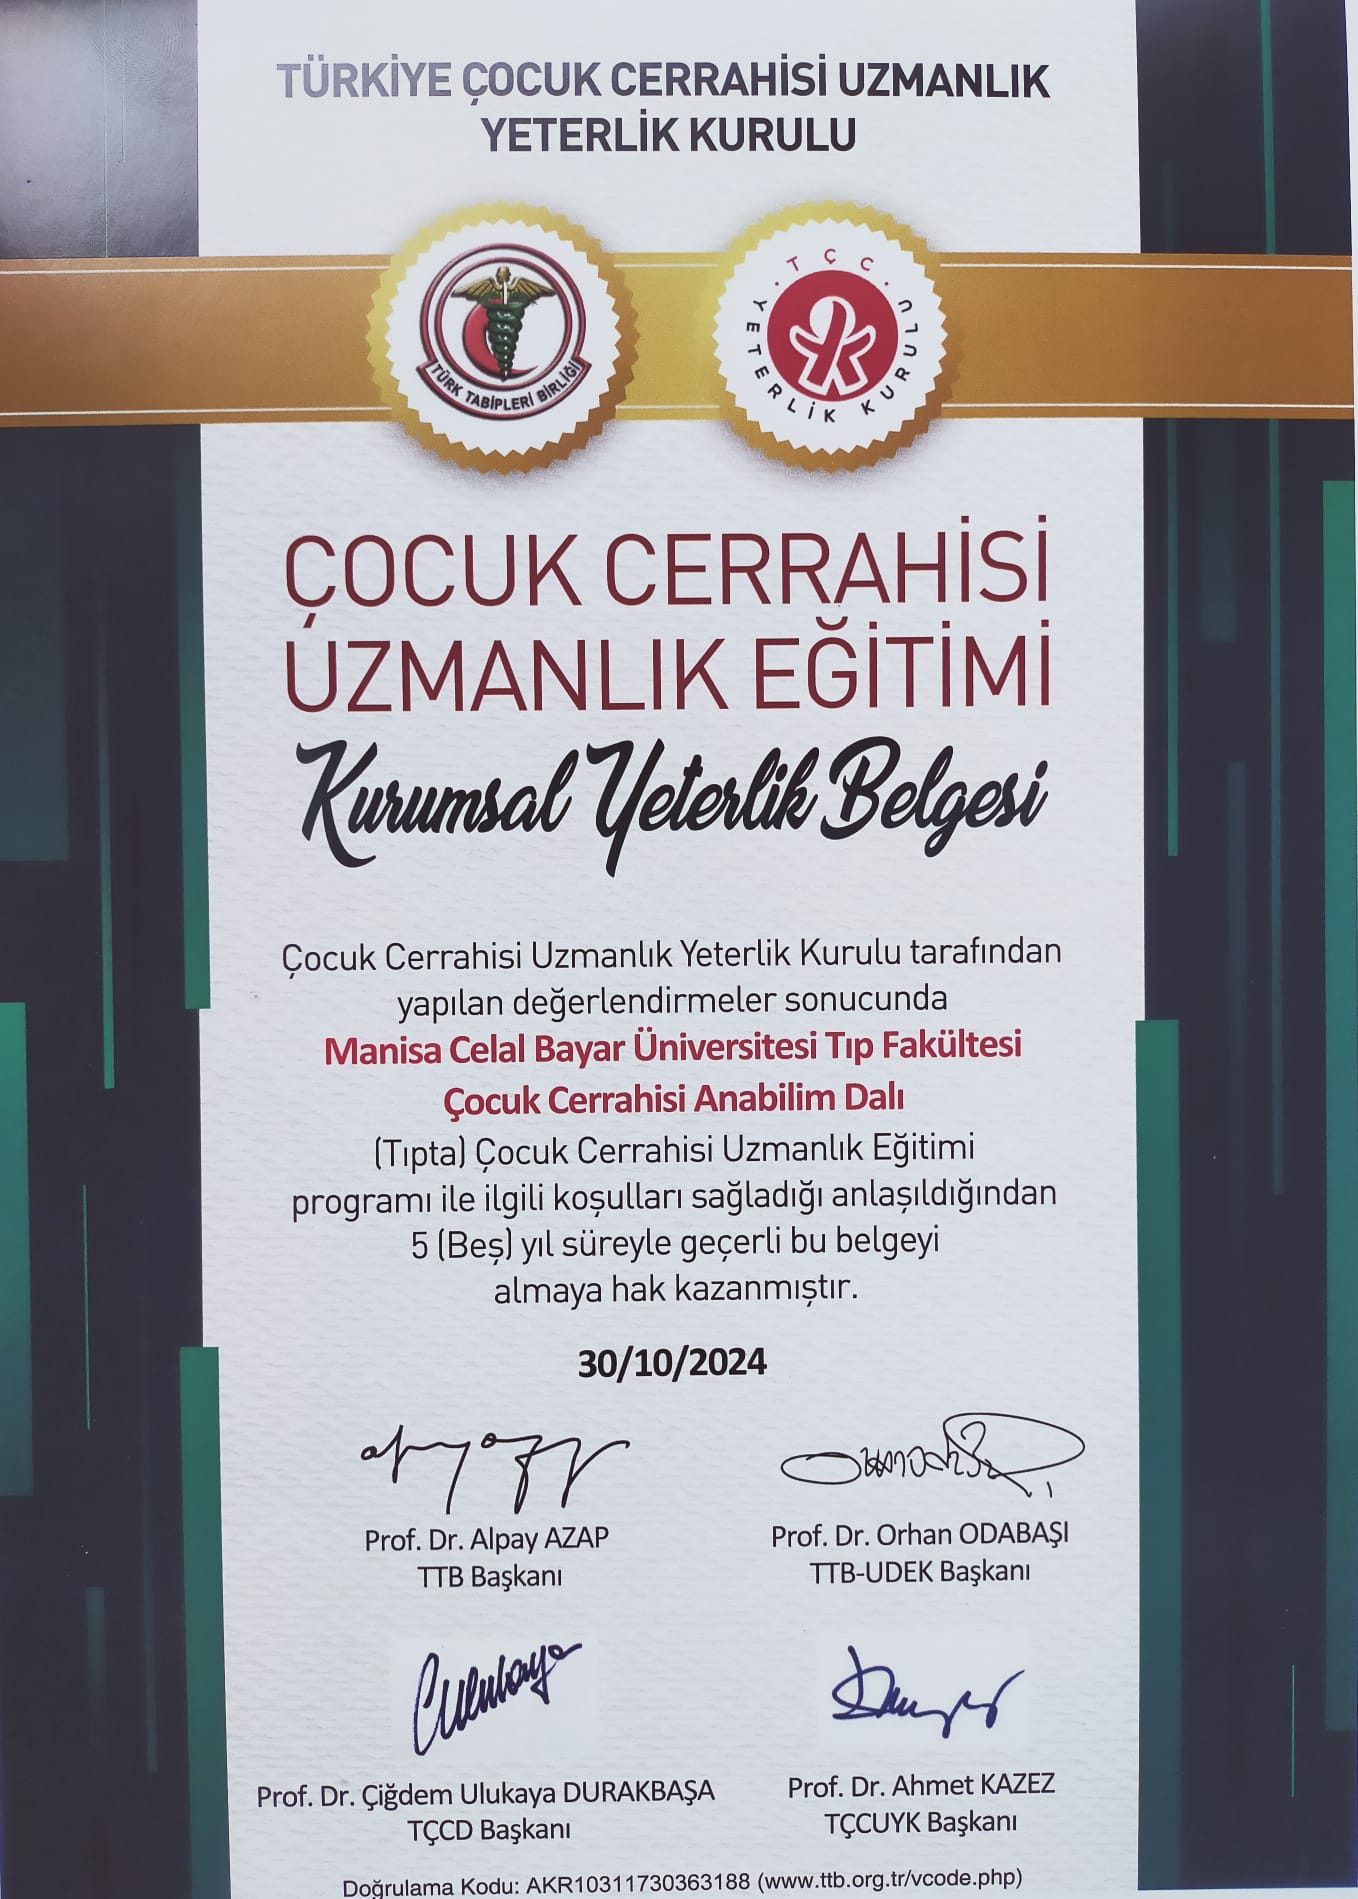 TÜRKİYE ÇOCUK CERRAHİSİ UZMANLIK
YETERLİK KURULU
TÜRK TABİPLERİ BİRLİĞİ
. T Ç C .
YETERLİK KURULU
ÇOCUK CERRAHİSİ
UZMANLIK EĞİTİMİ
Kurumsal Yeterlik Belgesi
Çocuk Cerrahisi Uzmanlık Yeterlik Kurulu tarafından
yapılan değerlendirmeler sonucunda
Manisa Celal Bayar Üniversitesi Tıp Fakültesi
Çocuk Cerrahisi Anabilim Dalı
(Tıpta) Çocuk Cerrahisi Uzmanlık Eğitimi
programı ile ilgili koşulları sağladığı anlaşıldığından
5 (Beş) yıl süreyle geçerli bu belgeyi
almaya hak kazanmıştır.
30/10/2024
Prof. Dr. Alpay AZAP
TTB Başkanı
Prof. Dr. Orhan ODABAŞI
TTB-UDEK Başkanı
Prof. Dr. Çiğdem Ulukaya DURAKBAŞA
TÇCD Başkanı
Prof. Dr. Ahmet KAZEZ
TÇCUYK Başkanı
Doğrulama Kodu: AKR10311730363188 (www.ttb.org.tr/vcode.php)